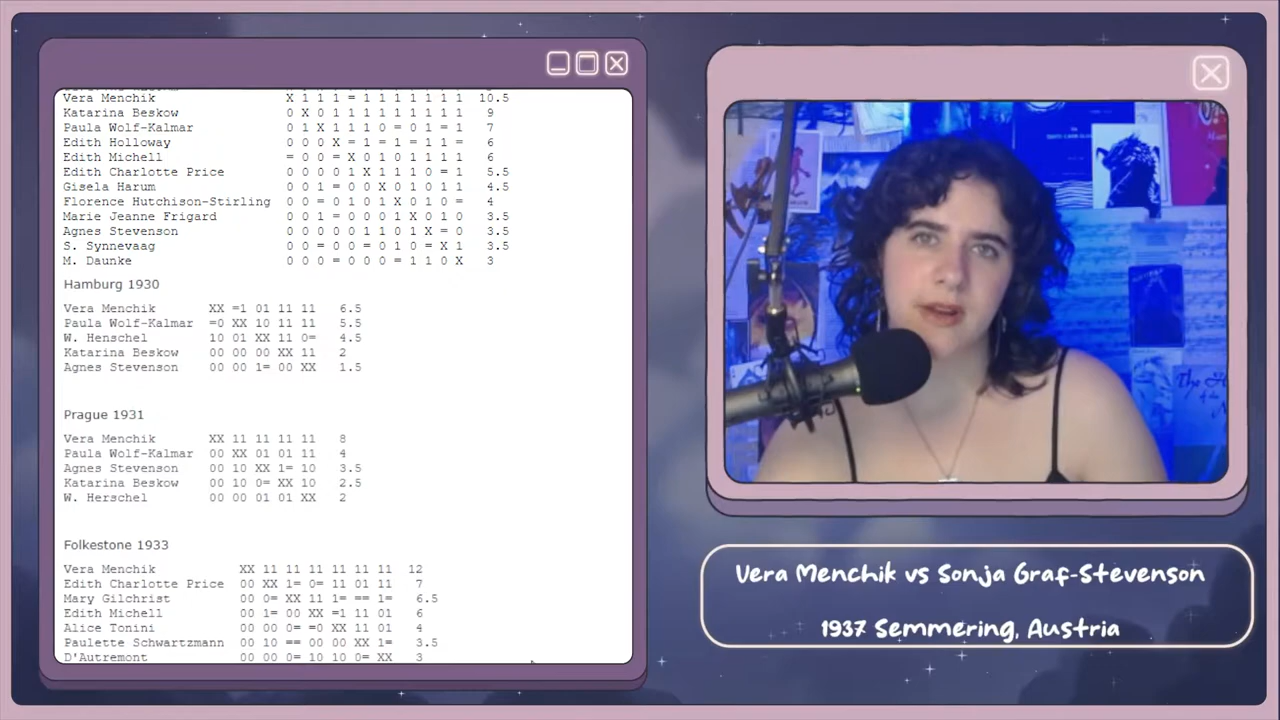 Vera Menchik X 1 1 1 = 1 1 1 1 1 1 1 10.5
Katarina Beskow 0 X 0 1 1 1 1 1 1 1 1 1 9
Paula Wolf-Kalmar 0 1 X 1 1 1 0 = 0 1 = 1 7
Edith Holloway 0 0 0 X = 1 = 1 = 1 1 = 6
Edith Michell = 0 0 = X 0 1 0 1 1 1 1 6
Edith Charlotte Price 0 0 0 0 1 X 1 1 1 0 = 1 5.5
Gisela Harum 0 0 1 = 0 0 X 0 1 0 1 1 4.5
Florence Hutchison-Stirling 0 0 = 0 1 0 1 X 0 1 0 = 4
Marie Jeanne Frigard 0 0 1 = 0 0 0 1 X 0 1 0 3.5
Agnes Stevenson 0 0 0 0 0 1 1 0 1 X = 0 3.5
S. Synnevaag 0 0 = 0 0 = 0 1 0 = X 1 3.5
M. Daunke 0 0 0 = 0 0 0 = 1 1 0 X 3
Hamburg 1930
Vera Menchik XX =1 01 11 11 6.5
Paula Wolf-Kalmar =0 XX 10 11 11 5.5
W. Henschel 10 01 XX 11 0= 4.5
Katarina Beskow 00 00 00 XX 11 2
Agnes Stevenson 00 00 1= 00 XX 1.5
Prague 1931
Vera Menchik XX 11 11 11 11 8
Paula Wolf-Kalmar 00 XX 01 01 11 4
Agnes Stevenson 00 10 XX 1= 10 3.5
Katarina Beskow 00 10 0= XX 10 2.5
W. Herschel 00 00 01 01 XX 2
Folkestone 1933
Vera Menchik XX 11 11 11 11 11 11 12
Edith Charlotte Price 00 XX 1= 0= 11 01 11 7
Mary Gilchrist 00 0= XX 11 1= == 1= 6.5
Edith Michell 00 1= 00 XX =1 11 01 6
Alice Tonini 00 00 0= =0 XX 11 01 4
Paulette Schwartzmann 00 10 == 00 00 XX 1= 3.5
D'Autremont 00 00 0= 10 10 0= XX 3
Vera Menchik vs Sonja Graf-Stevenson
1937 Semmering, Austria